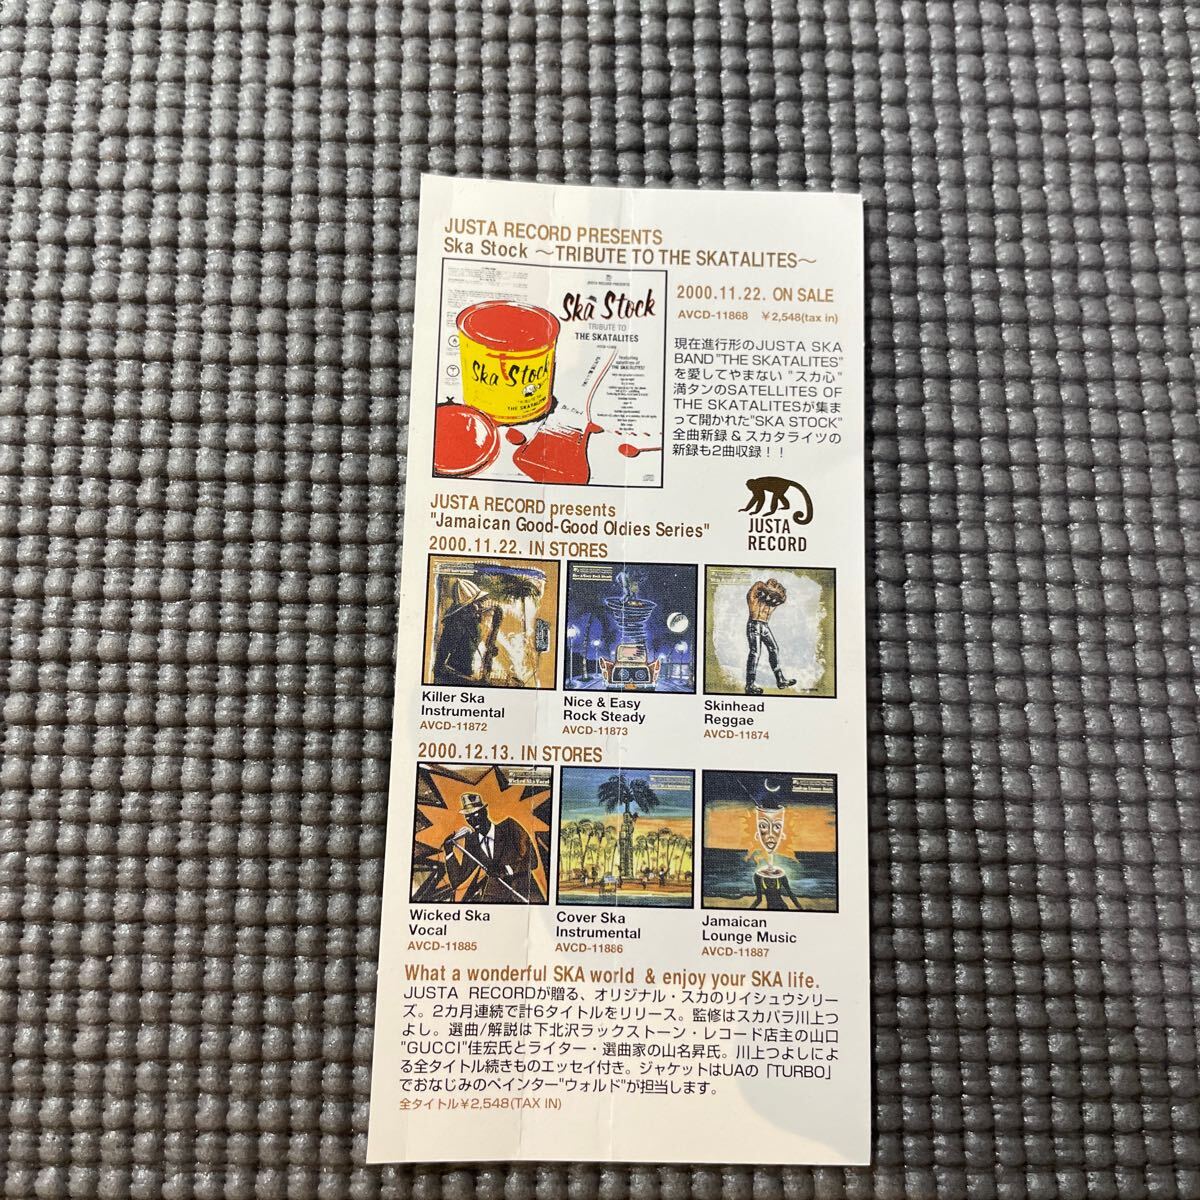 JUSTA RECORD PRESENTS
Ska Stock ～TRIBUTE TO THE SKATALITES～
JUSTA RECORD PRESENTS
Ska Stock
TRIBUTE TO
THE SKATALITES
Ska Stock
TRIBUTE TO
THE SKATALITES
2000.11.22. ON SALE
AVCD-11868 ￥2,548(tax in)
現在進行形のJUSTA SKA
BAND "THE SKATALITES"
を愛してやまない "スカ心"
満タンのSATELLITES OF
THE SKATALITESが集ま
って開かれた"SKA STOCK"
全曲新録 & スカタライツの
新録も2曲収録！！
JUSTA RECORD presents
"Jamaican Good-Good Oldies Series"
JUSTA
RECORD
2000.11.22. IN STORES
Killer Ska
Instrumental
AVCD-11872
Nice & Easy
Rock Steady
AVCD-11873
Skinhead
Reggae
AVCD-11874
2000.12.13. IN STORES
Wicked Ska Vocal
Wicked Ska
Vocal
AVCD-11885
Cover Ska
Instrumental
AVCD-11886
Jamaican
Lounge Music
AVCD-11887
What a wonderful SKA world & enjoy your SKA life.
JUSTA RECORDが贈る、オリジナル・スカのリイシュウシリー
ズ。2カ月連続で計6タイトルをリリース。監修はスカパラ川上つ
よし。選曲/解説は下北沢ラックストーン・レコード店主の山口
"GUCCI"佳宏氏とライター・選曲家の山名昇氏。川上つよしによ
る全タイトル続きものエッセイ付き。ジャケットはUAの「TURBO」
でおなじみのペインター"ウォルド"が担当します。
全タイトル￥2,548(TAX IN)